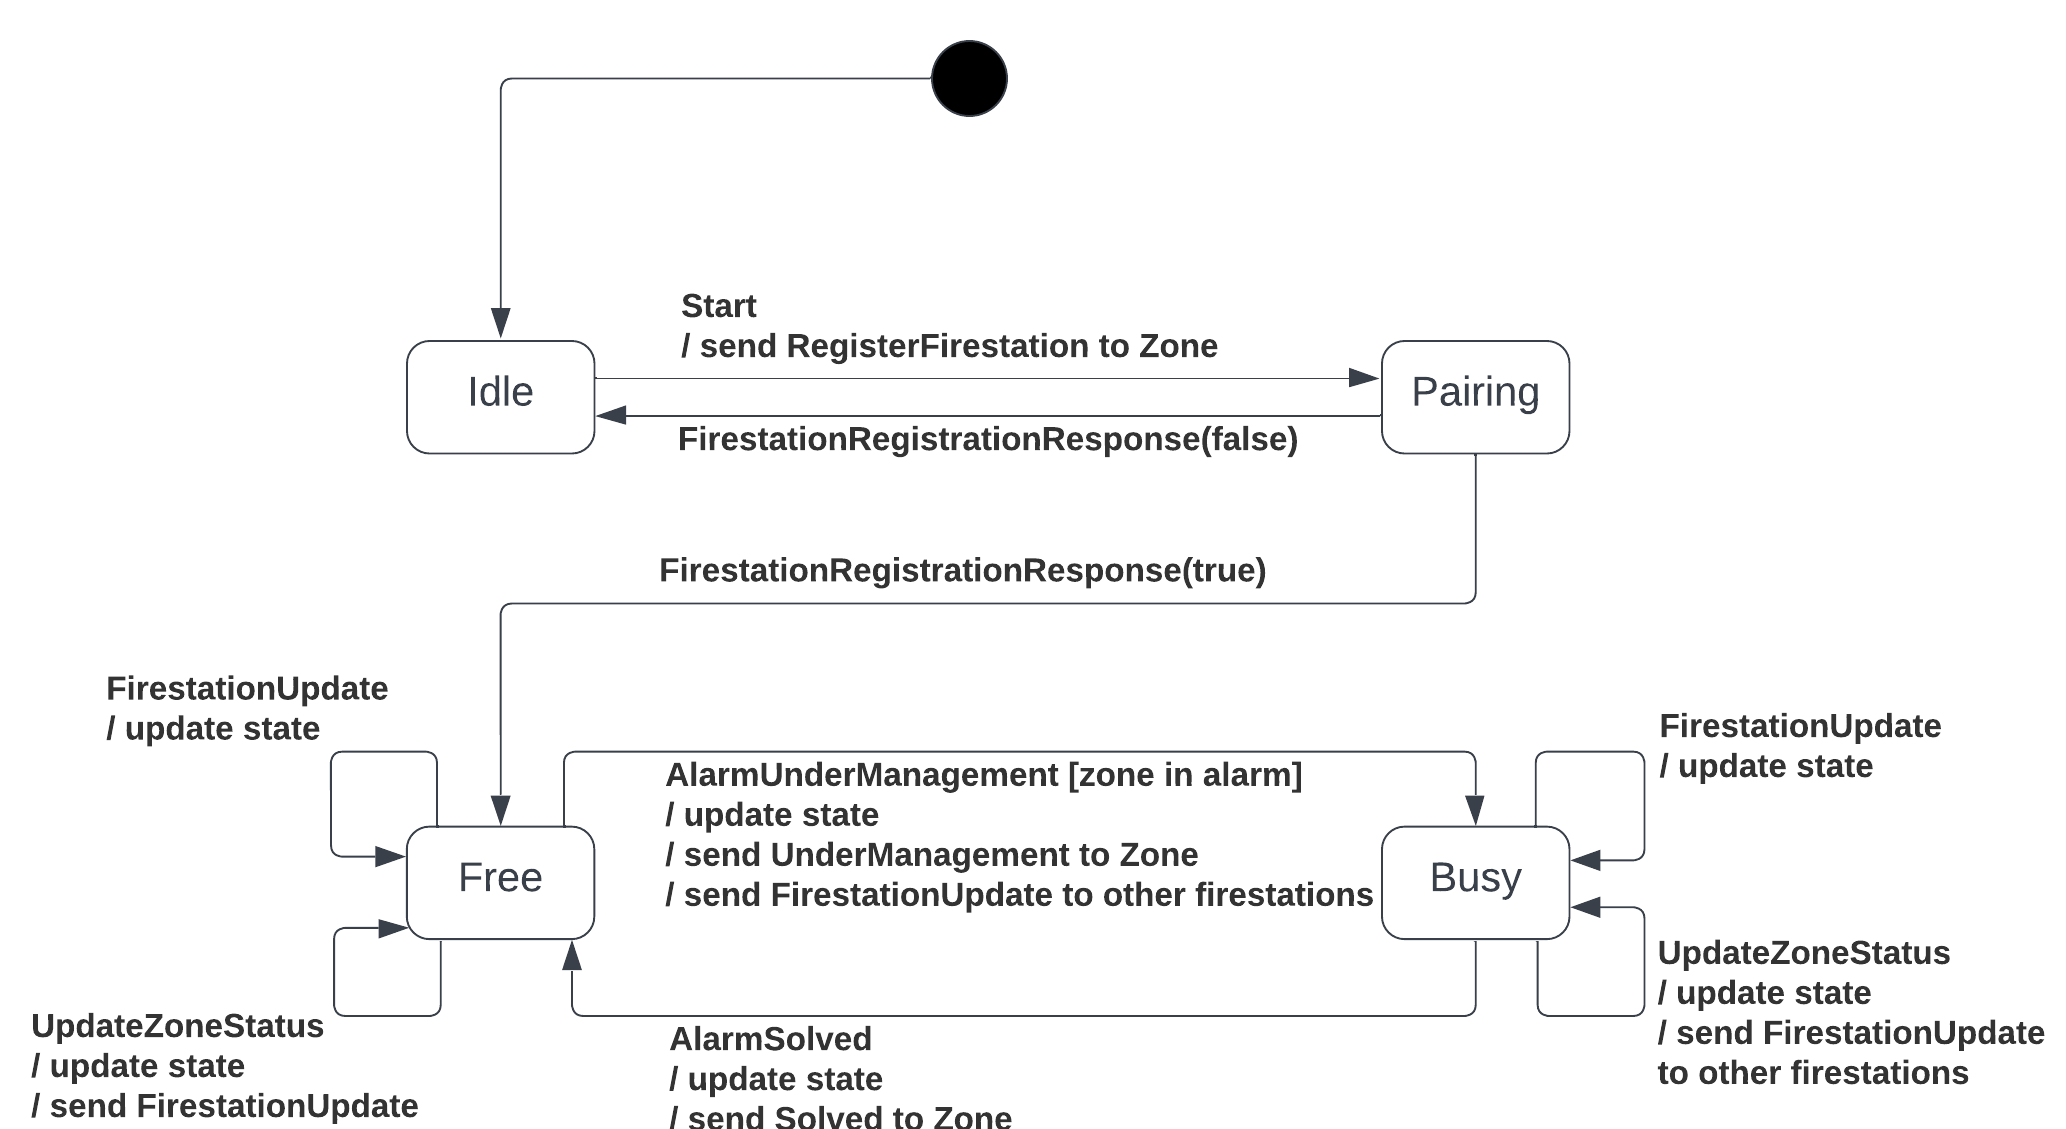 Start
/ send RegisterFirestation to Zone
Idle
Pairing
FirestationRegistrationResponse(false)
FirestationRegistrationResponse(true)
FirestationUpdate
/ update state
FirestationUpdate
/ update state
AlarmUnderManagement [zone in alarm]
/ update state
/ send UnderManagement to Zone
/ send FirestationUpdate to other firestations
Free
Busy
UpdateZoneStatus
/ update state
/ send FirestationUpdate
to other firestations
UpdateZoneStatus
/ update state
/ send FirestationUpdate
AlarmSolved
/ update state
/ send Solved to Zone